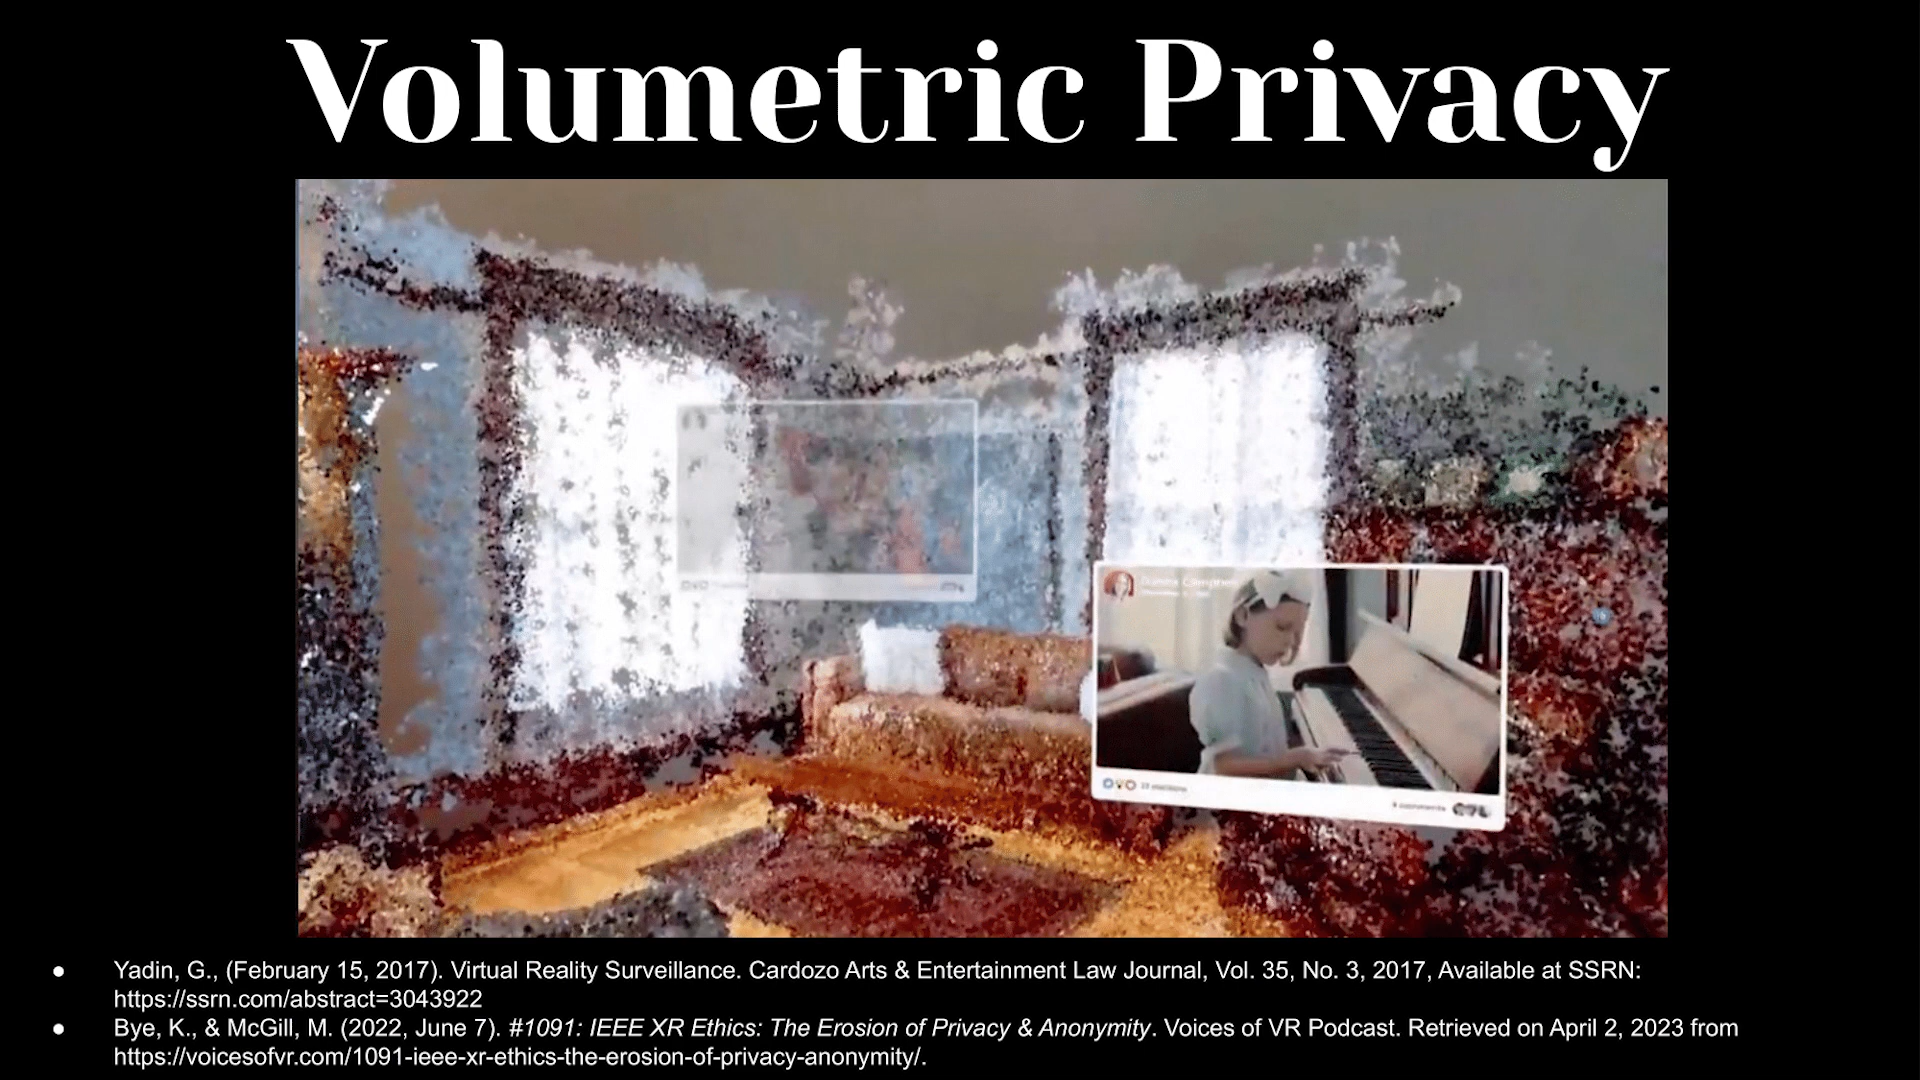 Volumetric Privacy
● Yadin, G., (February 15, 2017). Virtual Reality Surveillance. Cardozo Arts & Entertainment Law Journal, Vol. 35, No. 3, 2017, Available at SSRN:
https://ssrn.com/abstract=3043922
● Bye, K., & McGill, M. (2022, June 7). #1091: IEEE XR Ethics: The Erosion of Privacy & Anonymity. Voices of VR Podcast. Retrieved on April 2, 2023 from
https://voicesofvr.com/1091-ieee-xr-ethics-the-erosion-of-privacy-anonymity/.